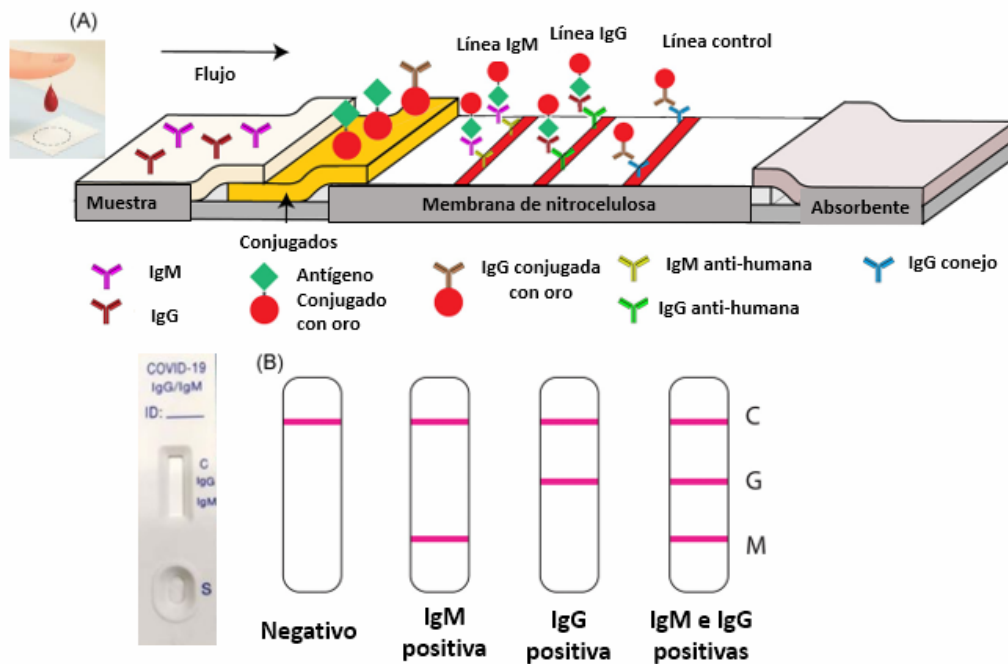 (A)
Flujo
Línea IgM
Línea IgG
Línea control
Muestra
Membrana de nitrocelulosa
Absorbente
Conjugados
IgM
IgG
Antígeno
Conjugado
con oro
IgG conjugada
con oro
IgM anti-humana
IgG anti-humana
IgG conejo
COVID-19
IgG/IgM
ID:
C
IgG
IgM
S
(B)
C
G
M
Negativo
IgM
positiva
IgG
positiva
IgM e IgG
positivas